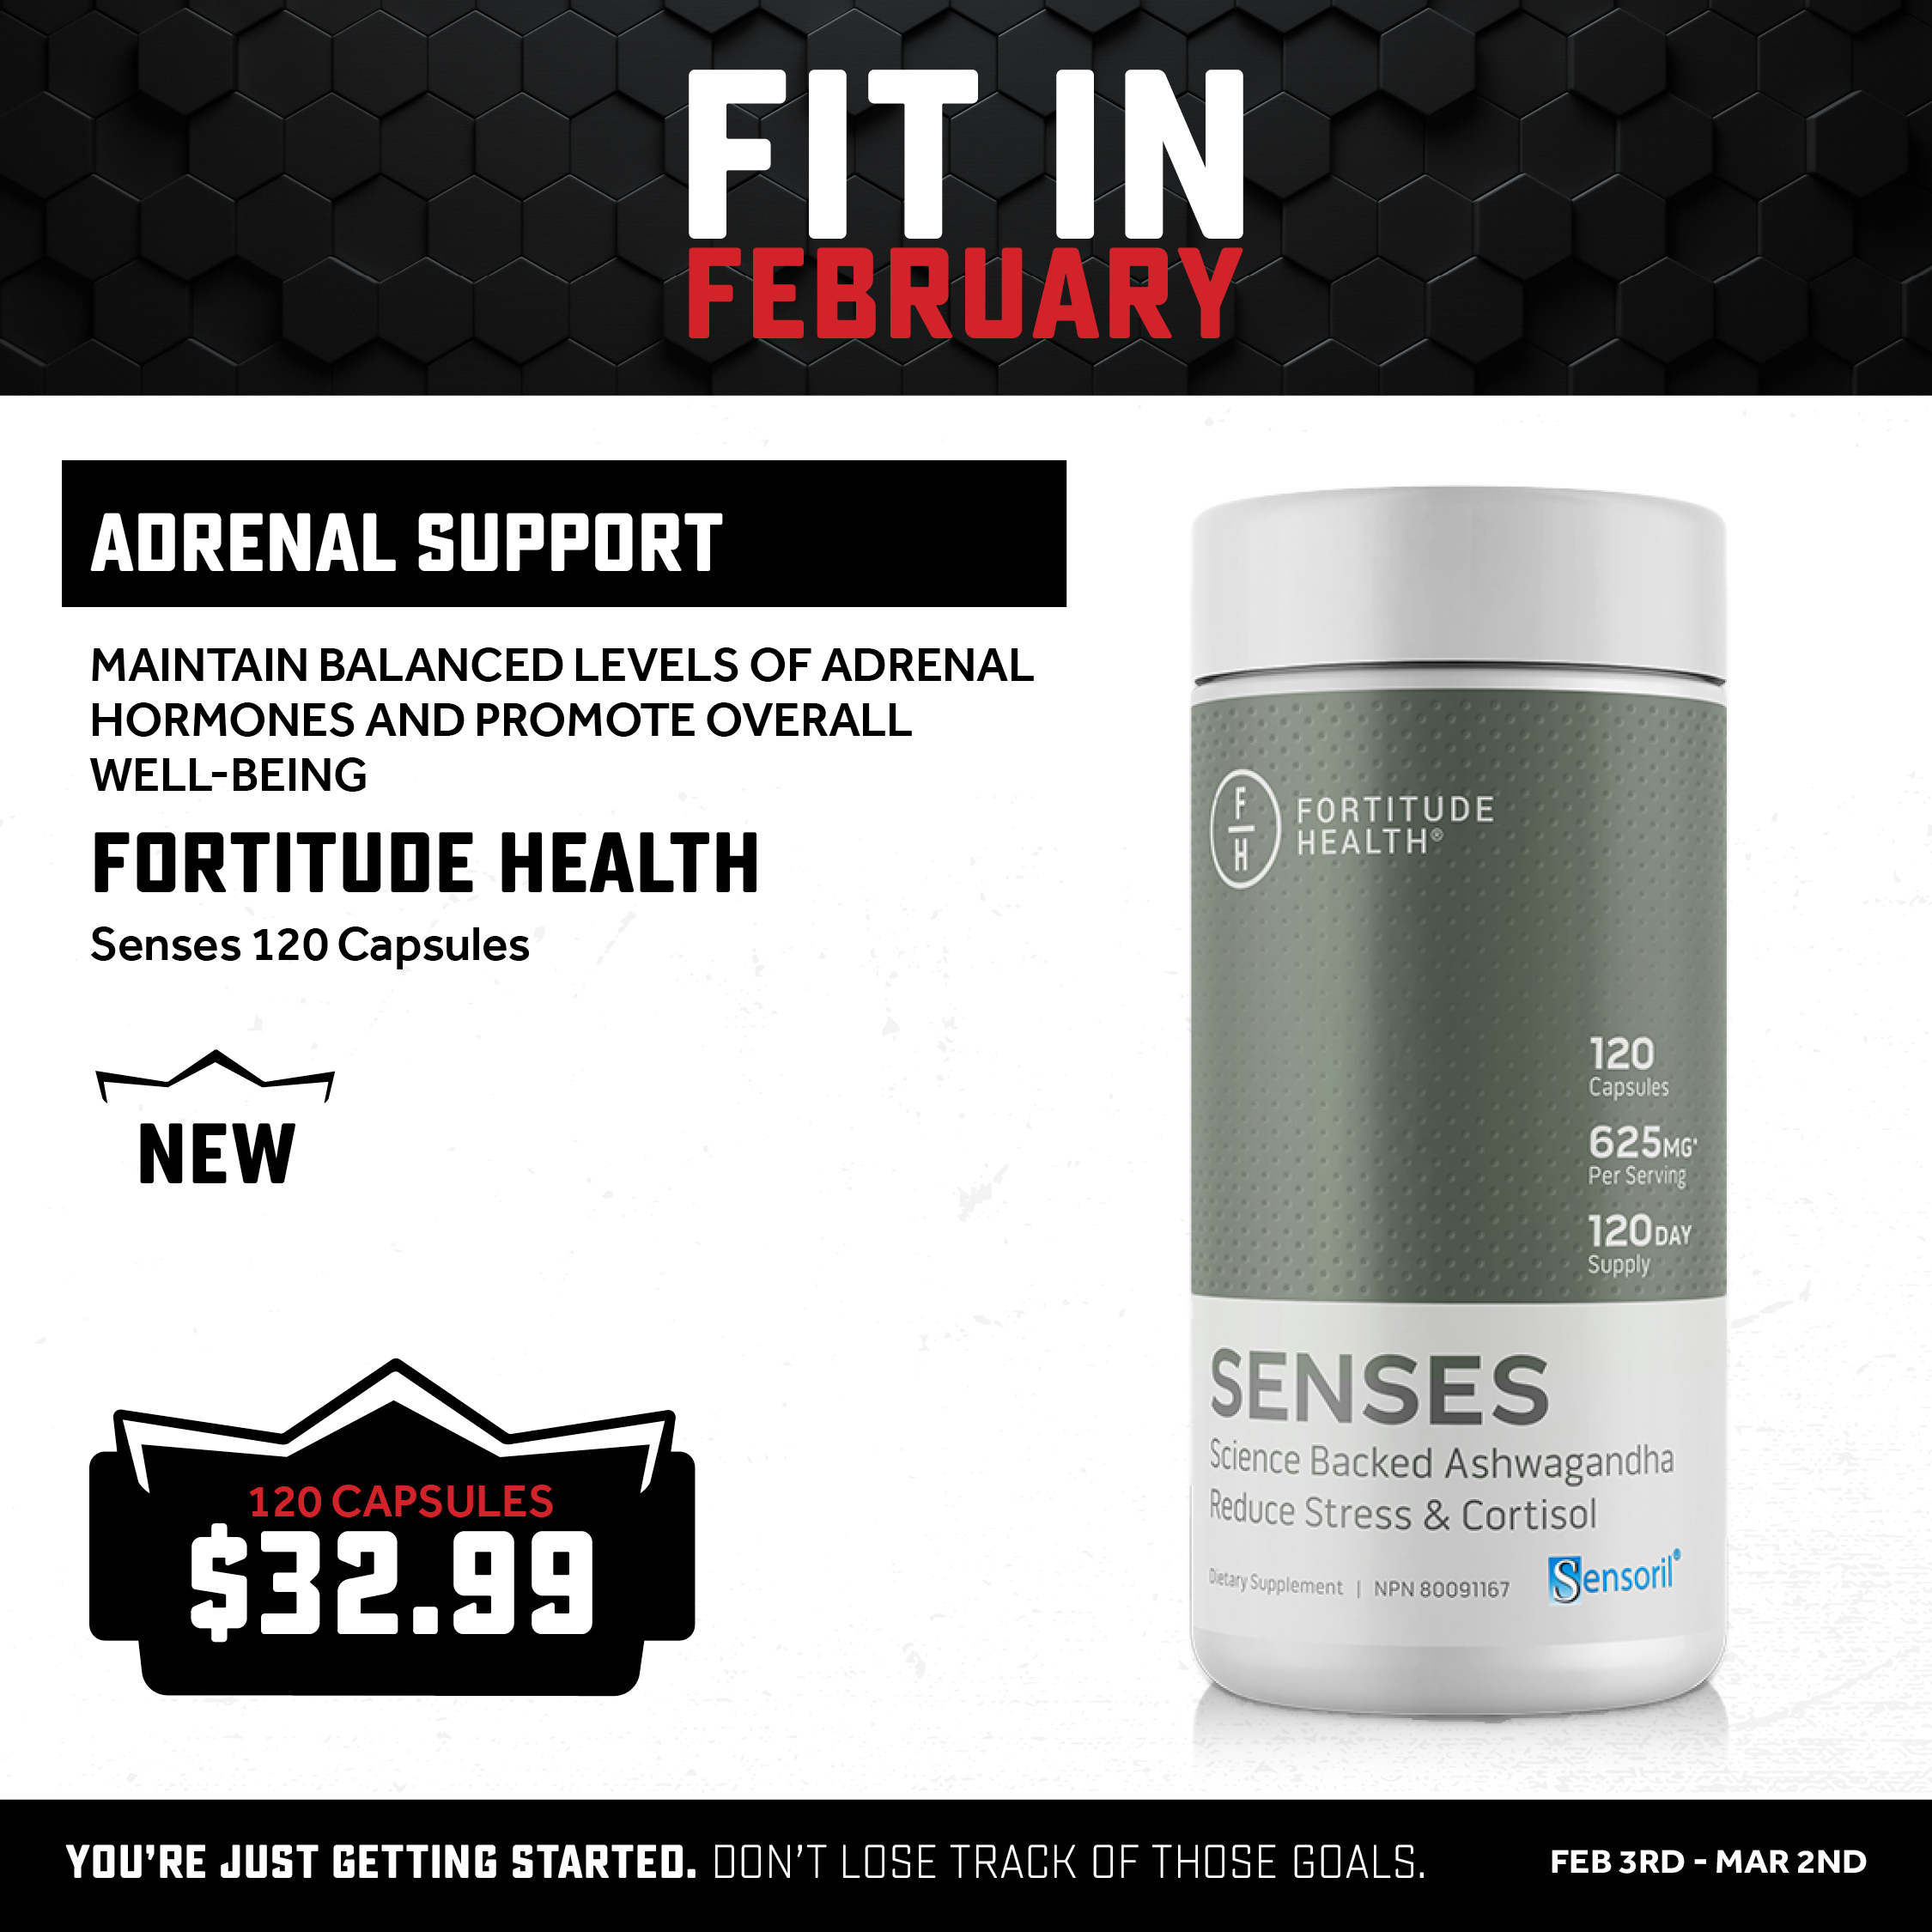 FIT IN
FEBRUARY
ADRENAL SUPPORT
MAINTAIN BALANCED LEVELS OF ADRENAL
HORMONES AND PROMOTE OVERALL
WELL-BEING
FORTITUDE HEALTH
Senses 120 Capsules
NEW
120 CAPSULES
$32.99
F
H
FORTITUDE
HEALTH®
120
Capsules
625MG*
Per Serving
120DAY
Supply
SENSES
Science Backed Ashwagandha
Reduce Stress & Cortisol
Dietary Supplement | NPN 80091167
Sensoril®
YOU'RE JUST GETTING STARTED. DON'T LOSE TRACK OF THOSE GOALS.
FEB 3RD - MAR 2ND